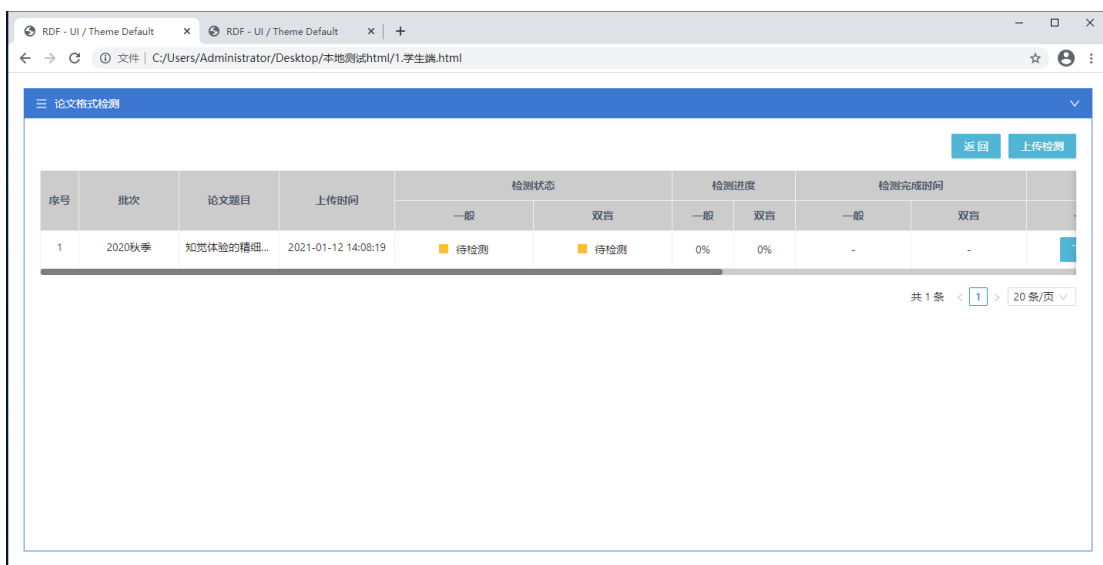 RDF - UI / Theme Default RDF - UI / Theme Default
文件 C:/Users/Administrator/Desktop/本地测试html/1.学生端.html
论文格式检测
返回 上传检测
序号 批次 论文题目 上传时间 检测状态 检测进度 检测完成时间
一般 双盲 一般 双盲 一般 双盲
1 2020秋季 知觉体验的精细... 2021-01-12 14:08:19 待检测 待检测 0% 0% - -
共 1 条 < 1 > 20 条/页